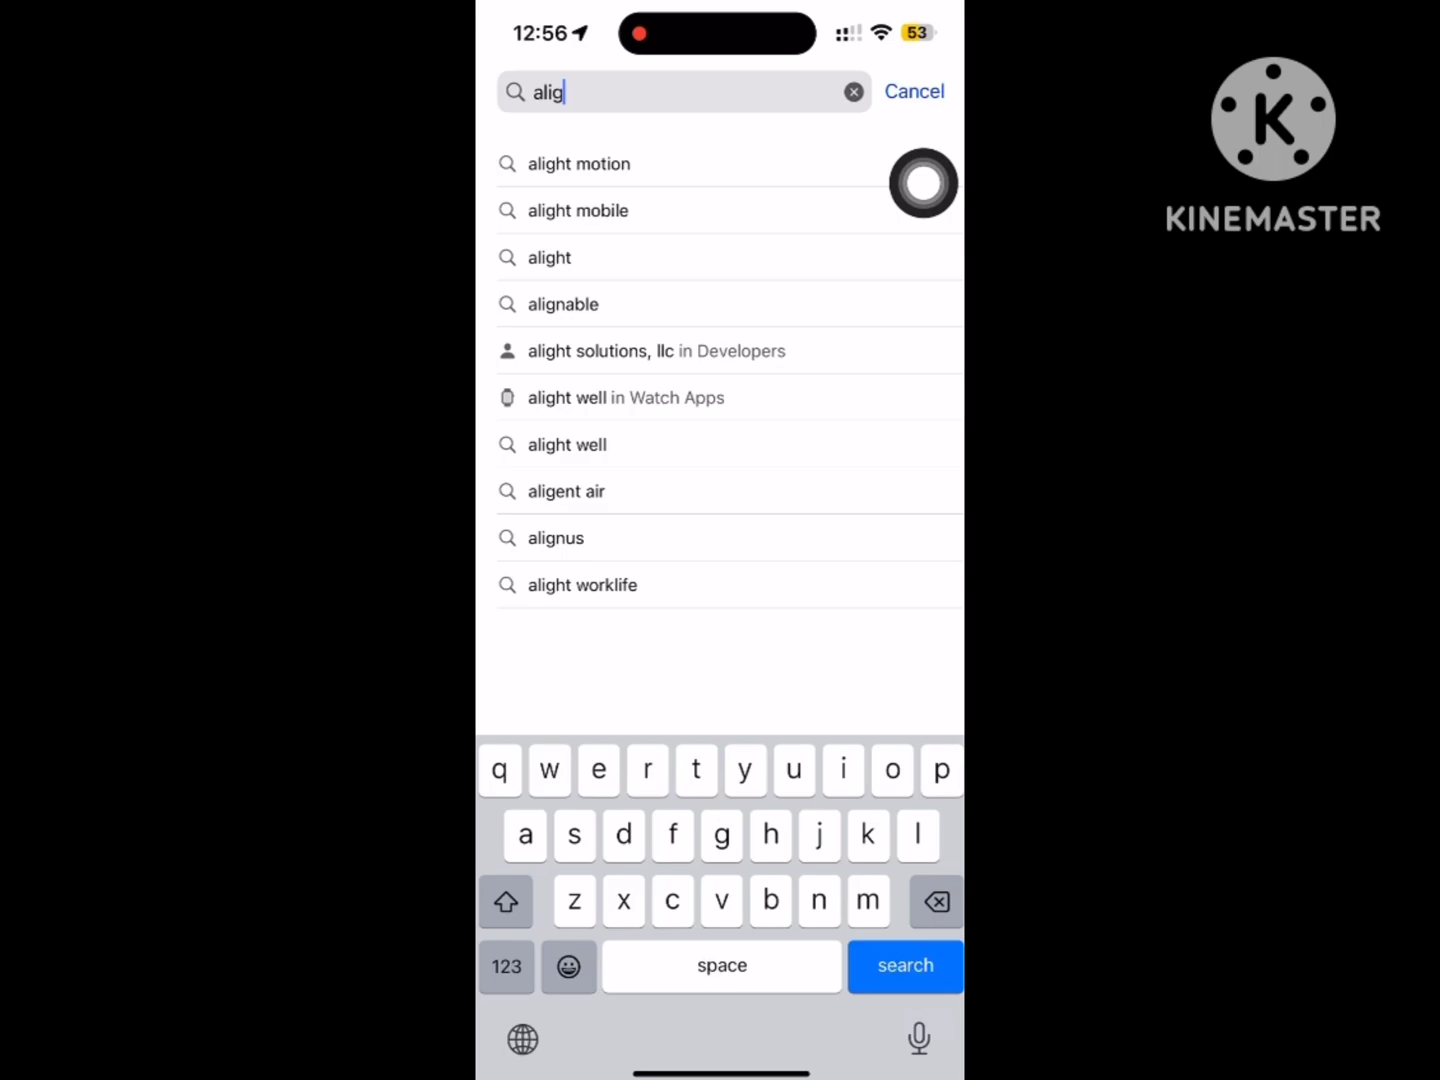 12:56
53
alig
Cancel
K
KINEMASTER
alight motion
alight mobile
alight
alignable
alight solutions, llc in Developers
alight well in Watch Apps
alight well
aligent air
alignus
alight worklife
q w e r t y u i o p
a s d f g h j k l
z x c v b n m
123 space search